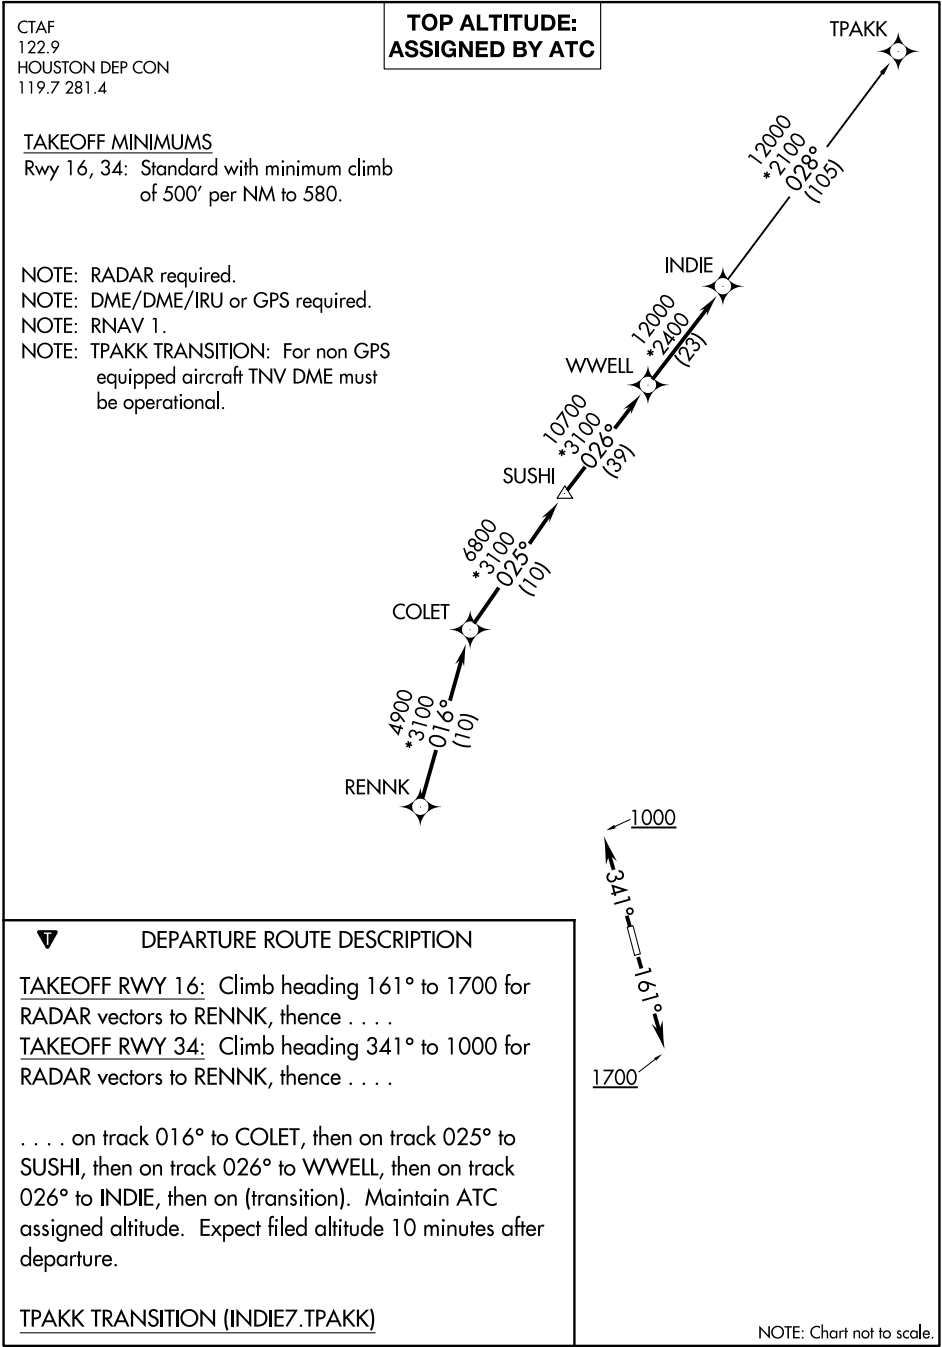 CTAF
122.9
HOUSTON DEP CON
119.7 281.4
TOP ALTITUDE:
ASSIGNED BY ATC
TPAKK
TAKEOFF MINIMUMS
Rwy 16, 34: Standard with minimum climb
of 500' per NM to 580.
12000
*2100
028°
(105)
NOTE: RADAR required.
NOTE: DME/DME/IRU or GPS required.
NOTE: RNAV 1.
NOTE: TPAKK TRANSITION: For non GPS
equipped aircraft TNV DME must
be operational.
INDIE
12000
*2400
(23)
WWELL
10700
*3100
026°
(39)
SUSHI
6800
*3100
025°
(10)
COLET
4900
*3100
016°
(10)
RENNK
1000
341°
161°
1700
T
DEPARTURE ROUTE DESCRIPTION
TAKEOFF RWY 16: Climb heading 161° to 1700 for
RADAR vectors to RENNK, thence . . . .
TAKEOFF RWY 34: Climb heading 341° to 1000 for
RADAR vectors to RENNK, thence . . . .
. . . . on track 016° to COLET, then on track 025° to
SUSHI, then on track 026° to WWELL, then on track
026° to INDIE, then on (transition). Maintain ATC
assigned altitude. Expect filed altitude 10 minutes after
departure.
TPAKK TRANSITION (INDIE7.TPAKK)
NOTE: Chart not to scale.